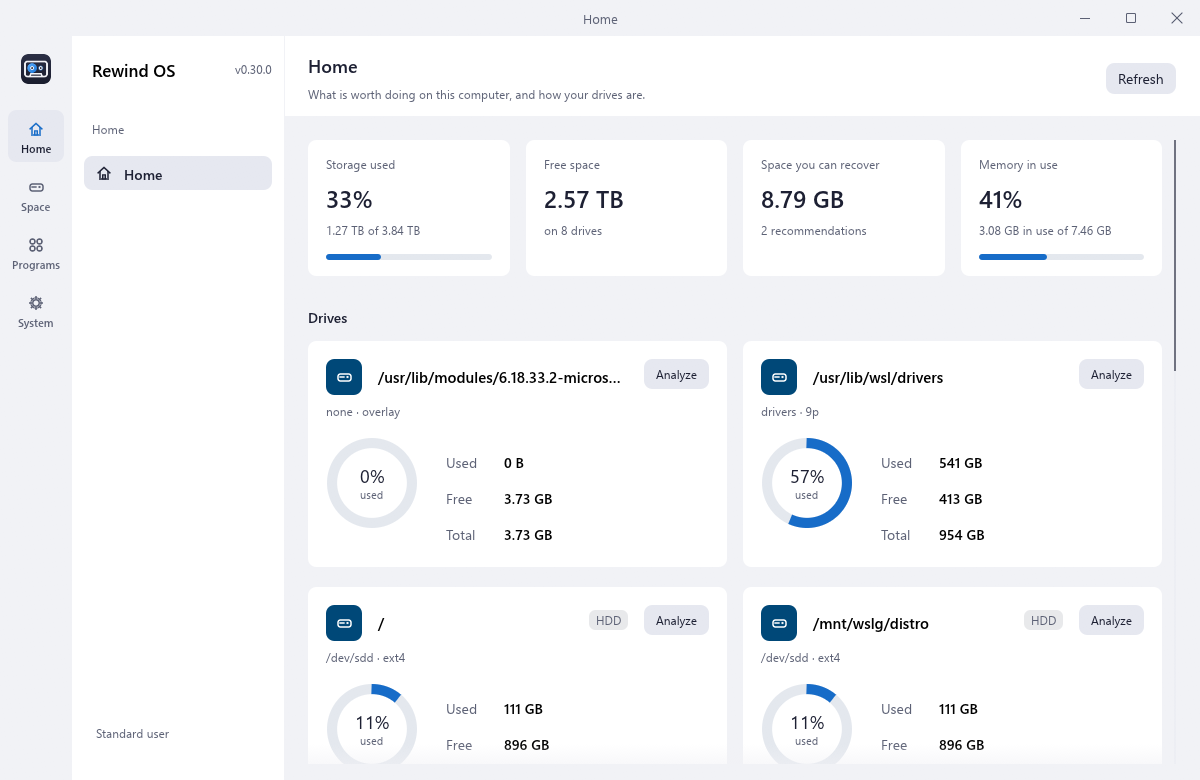 Home
Rewind OS
v0.30.0
Home
Home
Home
Space
Programs
System
Standard user
Home
What is worth doing on this computer, and how your drives are.
Refresh
Storage used
33%
1.27 TB of 3.84 TB
Free space
2.57 TB
on 8 drives
Space you can recover
8.79 GB
2 recommendations
Memory in use
41%
3.08 GB in use of 7.46 GB
Drives
/usr/lib/modules/6.18.33.2-micros...
Analyze
none · overlay
0%
used
Used 0 B
Free 3.73 GB
Total 3.73 GB
/usr/lib/wsl/drivers
Analyze
drivers · 9p
57%
used
Used 541 GB
Free 413 GB
Total 954 GB
/
HDD
Analyze
/dev/sdd · ext4
11%
used
Used 111 GB
Free 896 GB
/mnt/wslg/distro
HDD
Analyze
/dev/sdd · ext4
11%
used
Used 111 GB
Free 896 GB